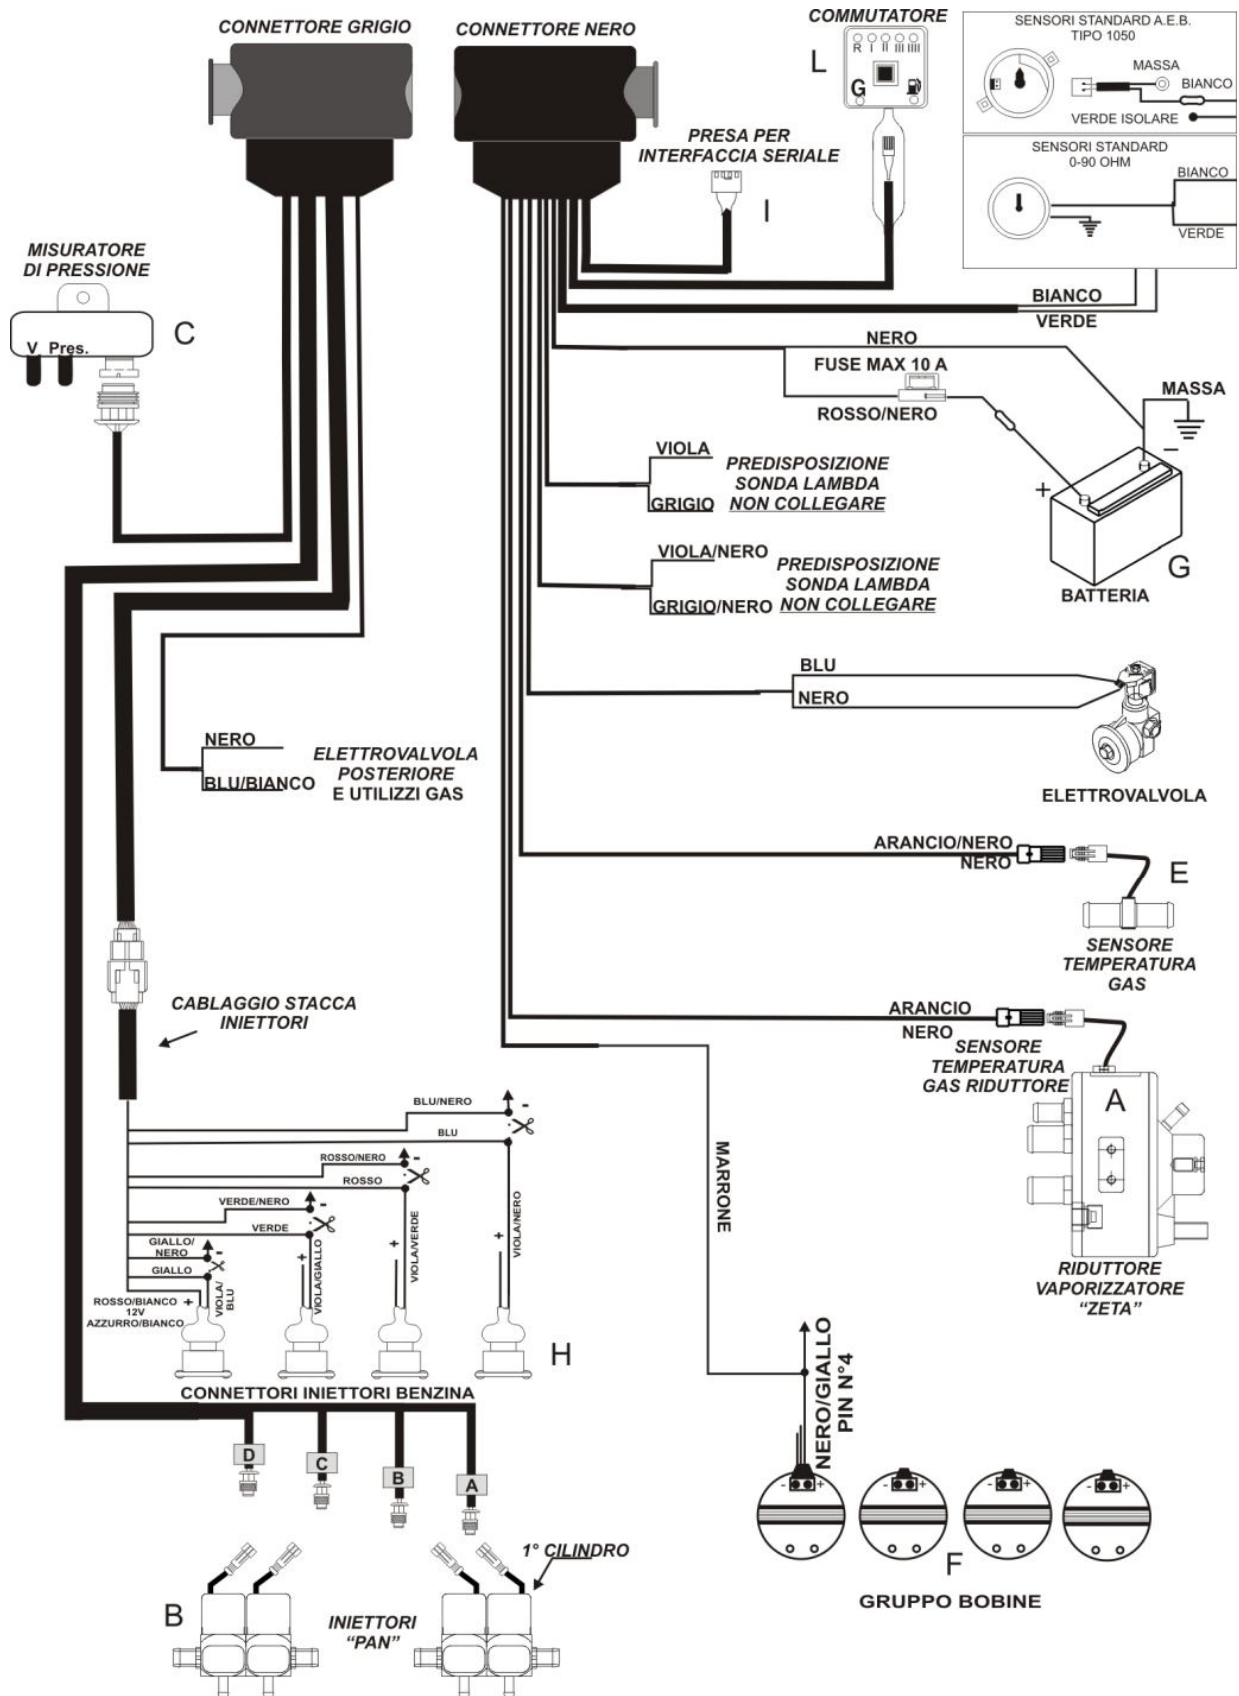 CONNETTORE GRIGIO
CONNETTORE NERO
COMMUTATORE
L
R I II III IIII
G
PRESA PER
INTERFACCIA SERIALE
I
SENSORI STANDARD A.E.B.
TIPO 1050
MASSA
BIANCO
VERDE ISOLARE
SENSORI STANDARD
0-90 OHM
BIANCO
VERDE
MISURATORE
DI PRESSIONE
V Pres.
C
BIANCO
VERDE
NERO
FUSE MAX 10 A
ROSSO/NERO
MASSA
-
+
G
BATTERIA
VIOLA
GRIGIO
PREDISPOSIZIONE
SONDA LAMBDA
NON COLLEGARE
VIOLA/NERO
GRIGIO/NERO
PREDISPOSIZIONE
SONDA LAMBDA
NON COLLEGARE
BLU
NERO
ELETTROVALVOLA
NERO
BLU/BIANCO
ELETTROVALVOLA
POSTERIORE
E UTILIZZI GAS
ARANCIO/NERO
NERO
E
SENSORE
TEMPERATURA
GAS
CABLAGGIO STACCA
INIETTORI
ARANCIO
NERO
SENSORE
TEMPERATURA
GAS RIDUTTORE
A
RIDUTTORE
VAPORIZZATORE
“ZETA”
MARRONE
BLU/NERO
-
BLU
ROSSO/NERO
-
ROSSO
VERDE/NERO
-
VERDE
GIALLO/
NERO
-
GIALLO
ROSSO/BIANCO
12V
AZZURRO/BIANCO
+
VIOLA/
BLU
+
VIOLA/GIALLO
+
VIOLA/VERDE
+
VIOLA/NERO
H
CONNETTORI INIETTORI BENZINA
D
C
B
A
NERO/GIALLO
PIN N°4
- +
- +
- +
- +
F
GRUPPO BOBINE
1° CILINDRO
B
INIETTORI
“PAN”